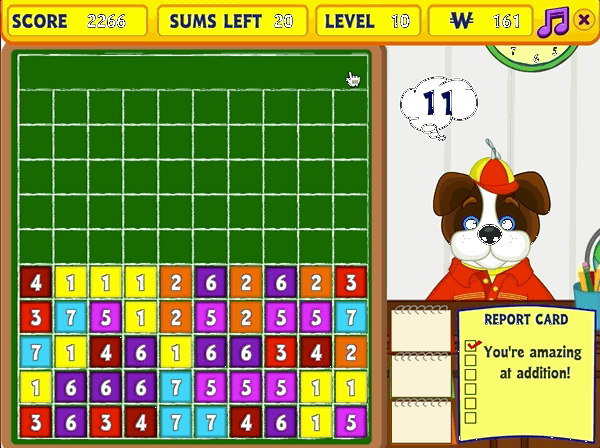 SCORE 2266 SUMS LEFT 20 LEVEL 10 ₩ 161
7 6 5
11
4 1 1 1 2 6 2 6 2 3
3 7 5 1 2 5 2 5 5 7
7 1 4 6 1 6 6 3 4 2
1 6 6 6 7 5 5 5 1 1
3 6 3 4 7 7 4 6 1 5
REPORT CARD
You're amazing
at addition!